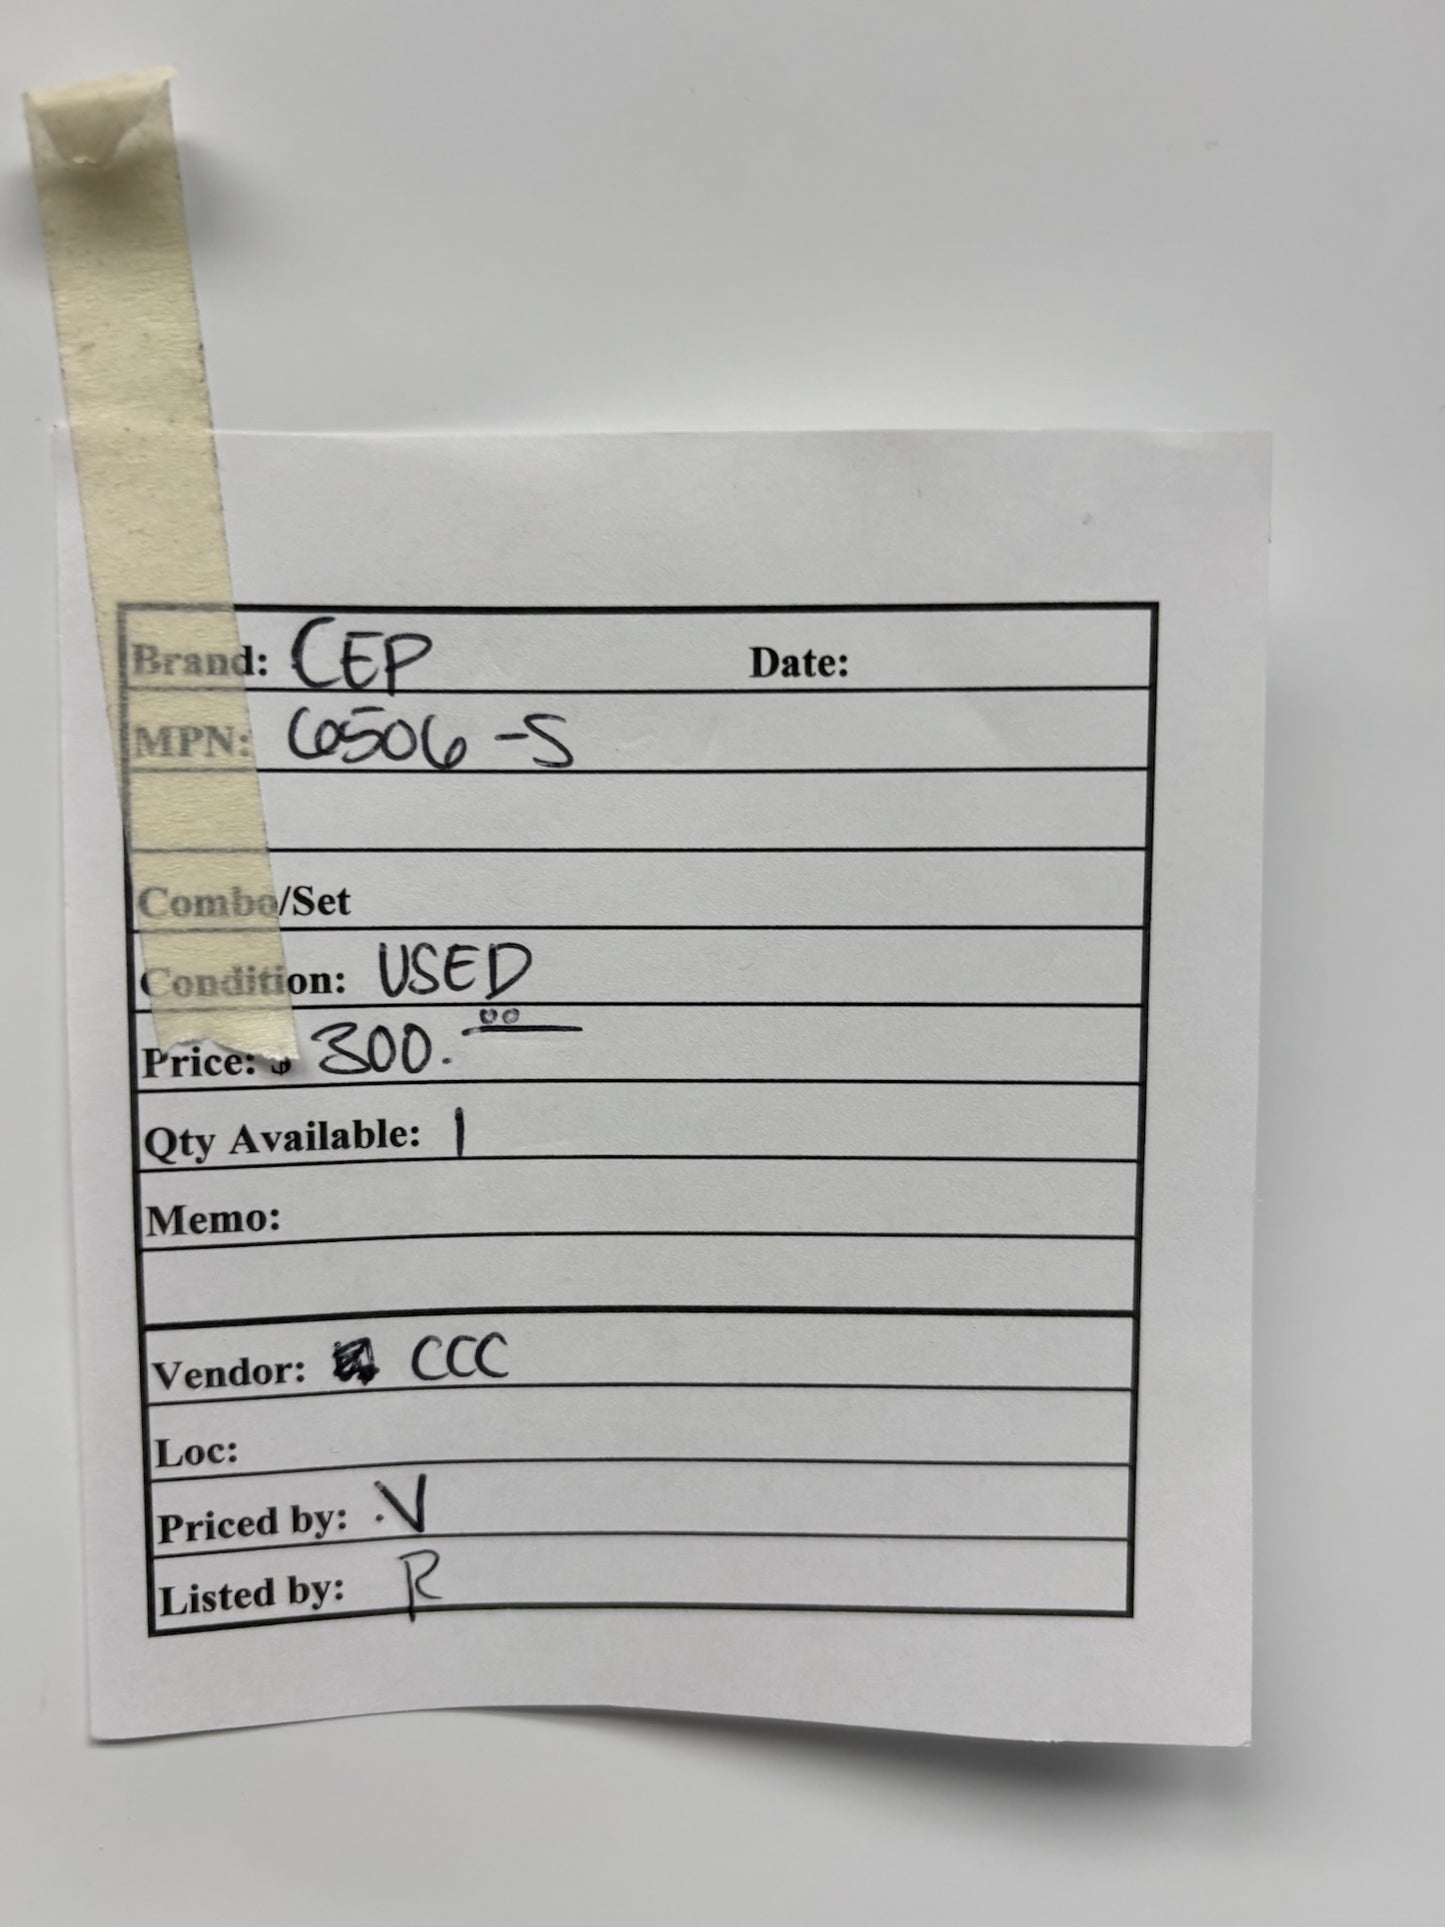 Brand: CEP Date:
MPN: 6506-S
Combo/Set
Condition: USED
Price: $ 300.00
Qty Available: 1
Memo:
Vendor: CCC
Loc:
Priced by: .V
Listed by: R